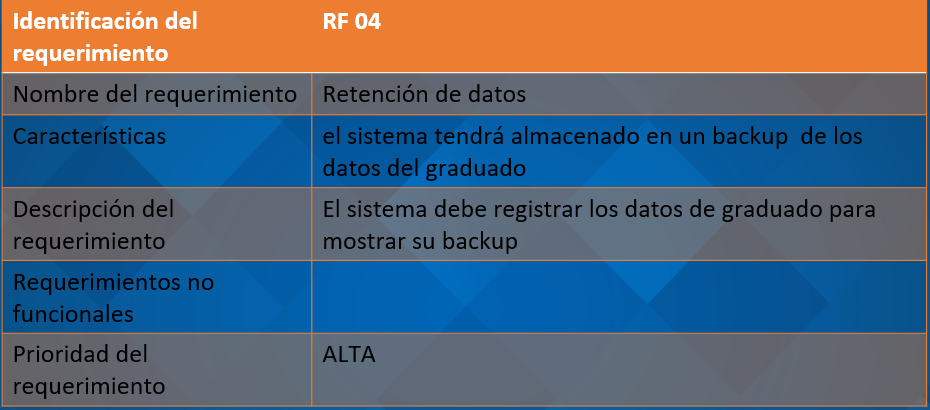 Identificación del
requerimiento
RF 04
Nombre del requerimiento
Retención de datos
Características
el sistema tendrá almacenado en un backup  de los
datos del graduado
Descripción del
requerimiento
El sistema debe registrar los datos de graduado para
mostrar su backup
Requerimientos no
funcionales
Prioridad del
requerimiento
ALTA